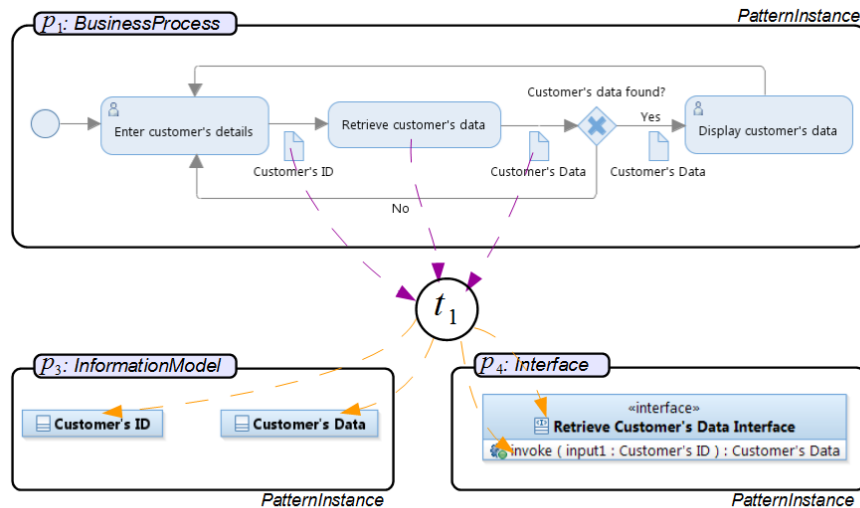 p1: BusinessProcess
PatternInstance
Customer's data found?
Enter customer's details
Retrieve customer's data
Yes
Display customer's data
Customer's ID
Customer's Data
Customer's Data
No
t1
p3: InformationModel
p4: Interface
Customer's ID
Customer's Data
«interface»
Retrieve Customer's Data Interface
invoke ( input1 : Customer's ID ) : Customer's Data
PatternInstance
PatternInstance